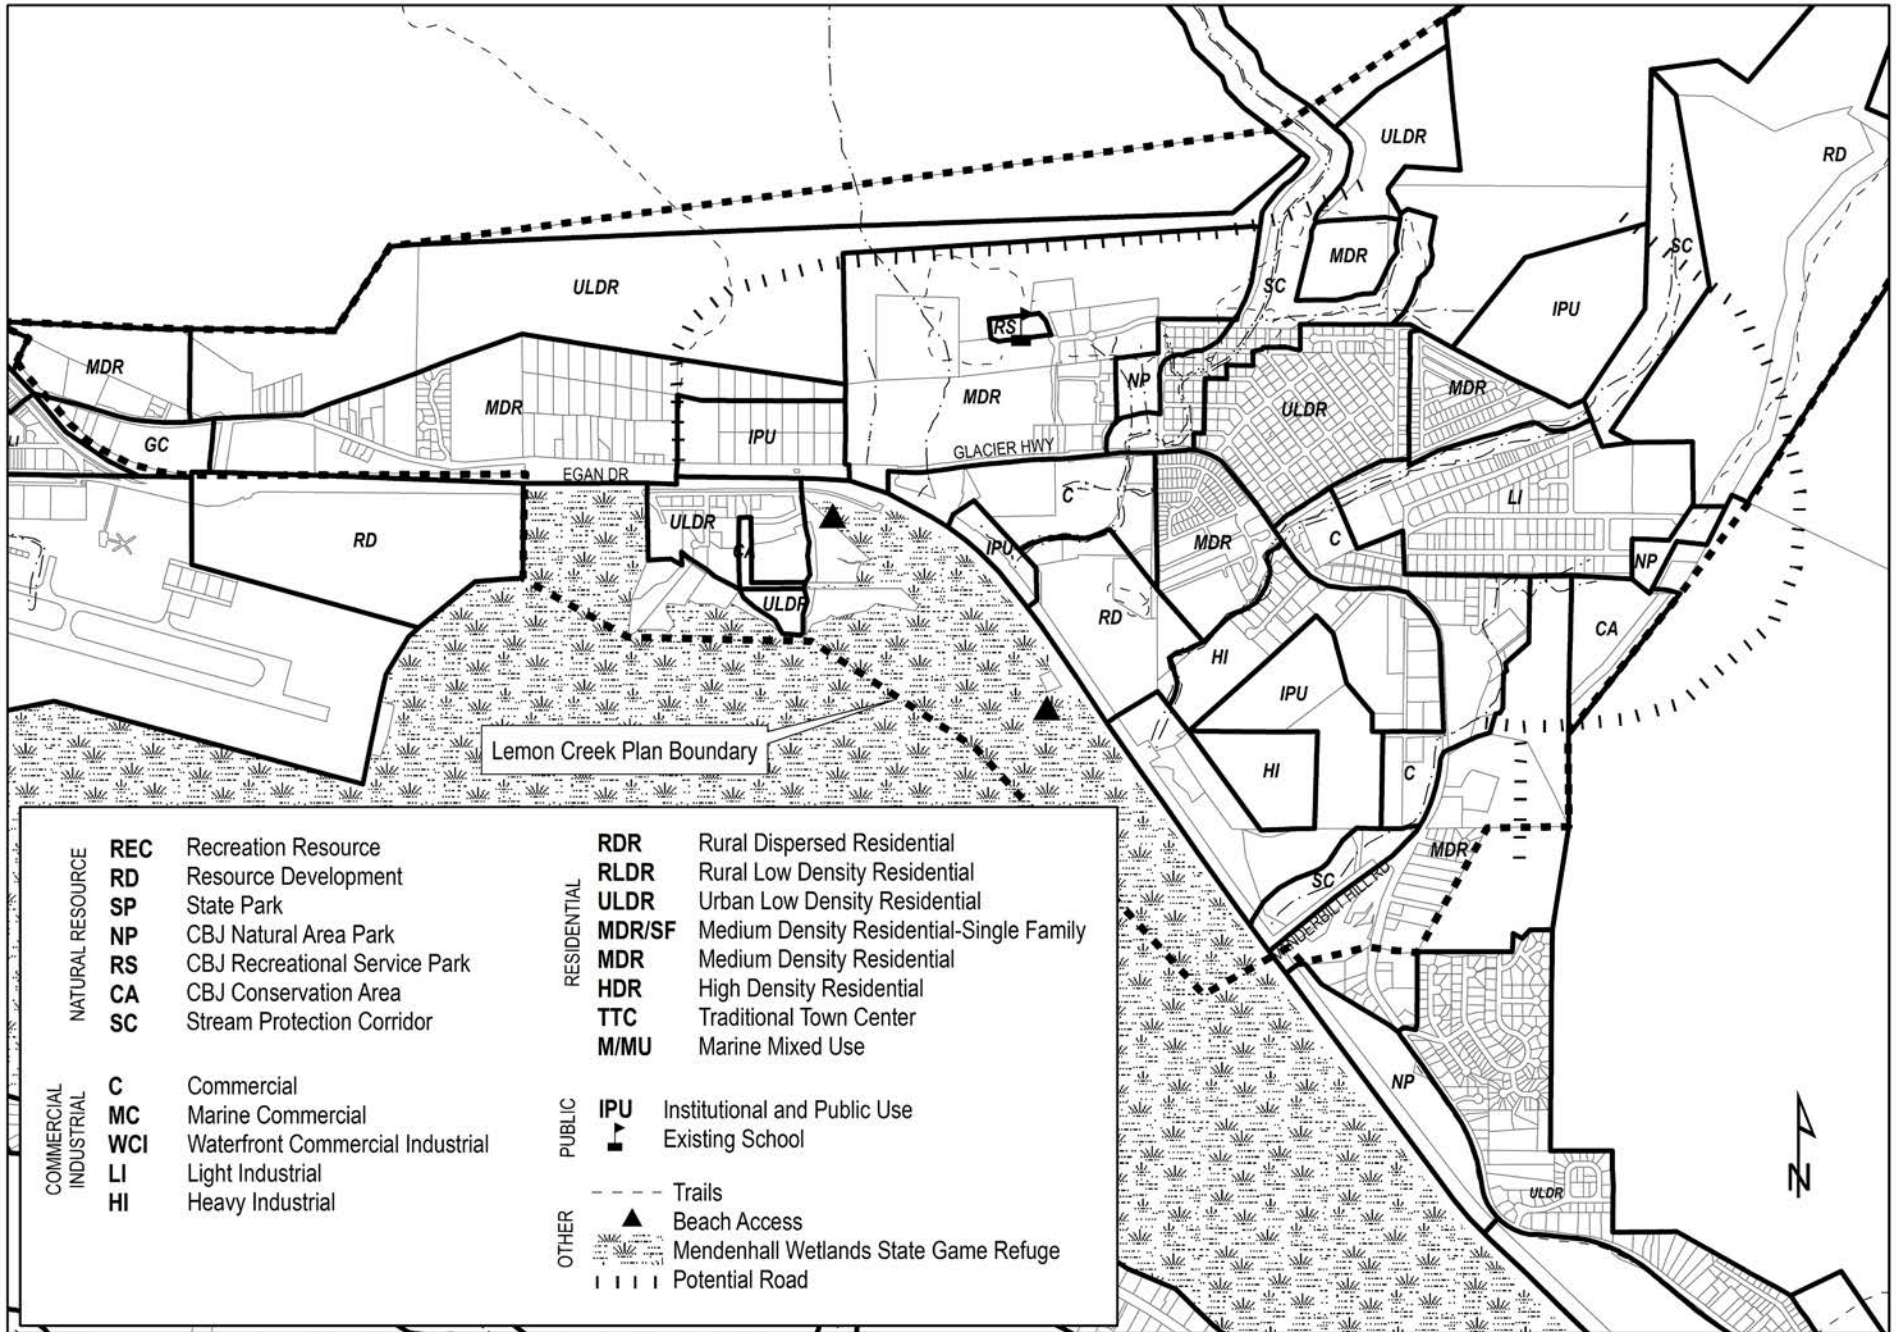 ULDR
RD
SC
MDR
ULDR
SC
IPU
RS
MDR
NP
MDR
MDR
MDR
ULDR
GC
IPU
LI
GLACIER HWY
EGAN DR
C
LI
ULDR
CA
RD
IPU
MDR
C
NP
ULDR
RD
CA
HI
IPU
Lemon Creek Plan Boundary
HI
C
MDR
SC
VANDERBILT HILL RD
NP
ULDR
N
NATURAL RESOURCE
REC Recreation Resource
RD Resource Development
SP State Park
NP CBJ Natural Area Park
RS CBJ Recreational Service Park
CA CBJ Conservation Area
SC Stream Protection Corridor
COMMERCIAL
INDUSTRIAL
C Commercial
MC Marine Commercial
WCI Waterfront Commercial Industrial
LI Light Industrial
HI Heavy Industrial
RESIDENTIAL
RDR Rural Dispersed Residential
RLDR Rural Low Density Residential
ULDR Urban Low Density Residential
MDR/SF Medium Density Residential-Single Family
MDR Medium Density Residential
HDR High Density Residential
TTC Traditional Town Center
M/MU Marine Mixed Use
PUBLIC
IPU Institutional and Public Use
Existing School
OTHER
Trails
Beach Access
Mendenhall Wetlands State Game Refuge
Potential Road